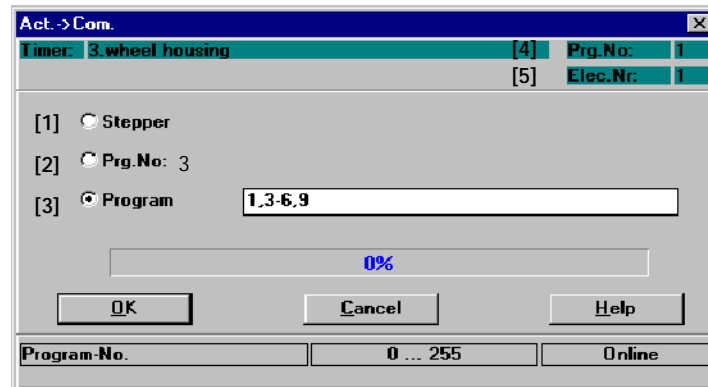 Act.->Com.
Timer: 3.wheel housing [4] Prg.No: 1
[5] Elec.Nr: 1
[1] Stepper
[2] Prg.No: 3
[3] Program 1,3-6,9
0%
OK Cancel Help
Program-No. 0 ... 255 Online